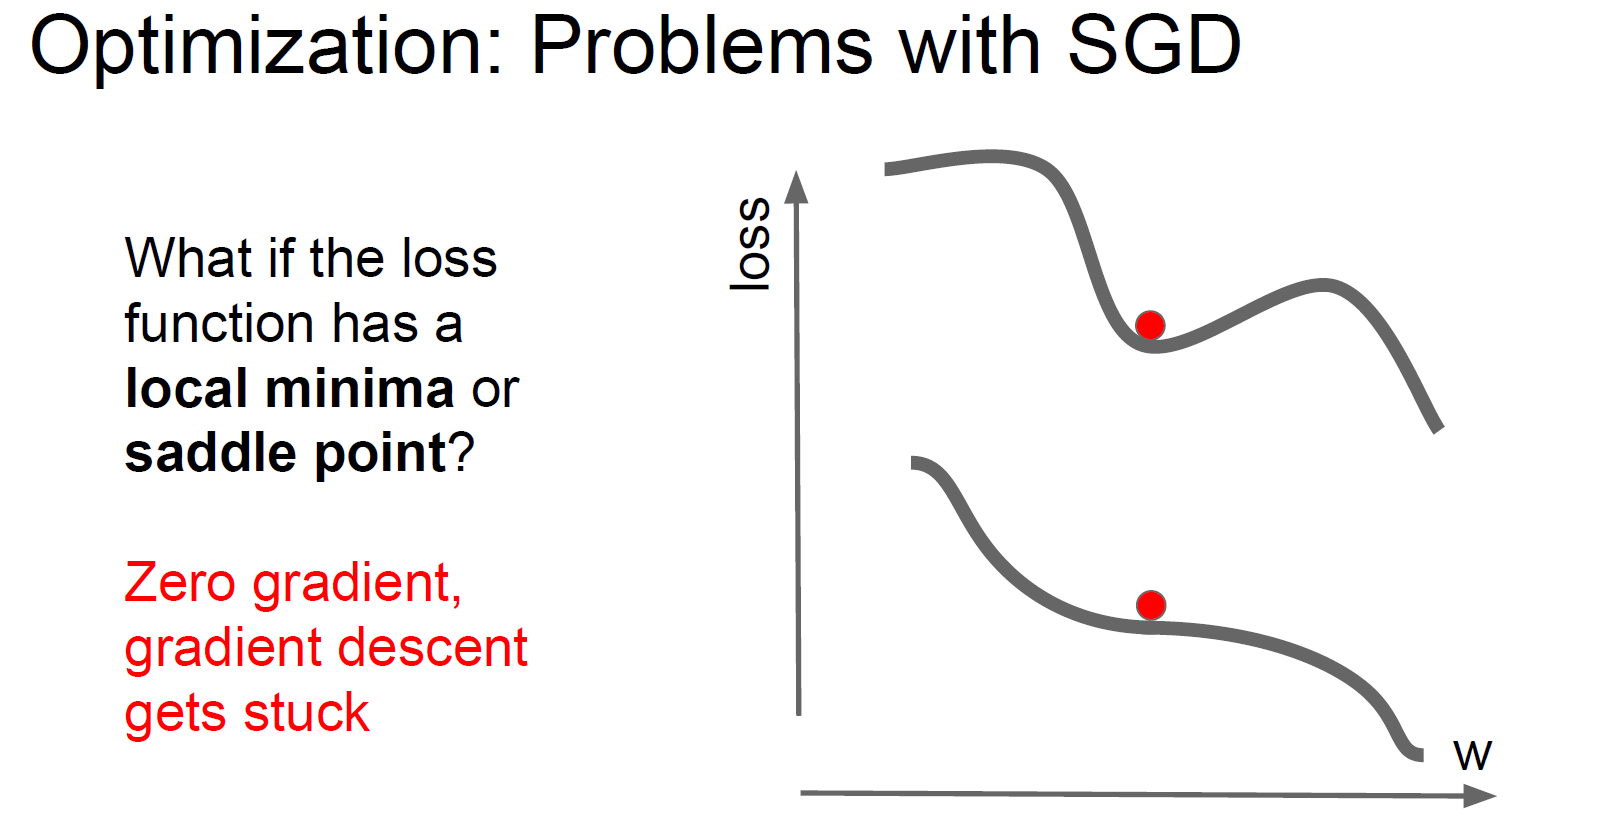 Optimization: Problems with SGD
What if the loss
function has a
local minima or
saddle point?
Zero gradient,
gradient descent
gets stuck
loss
w